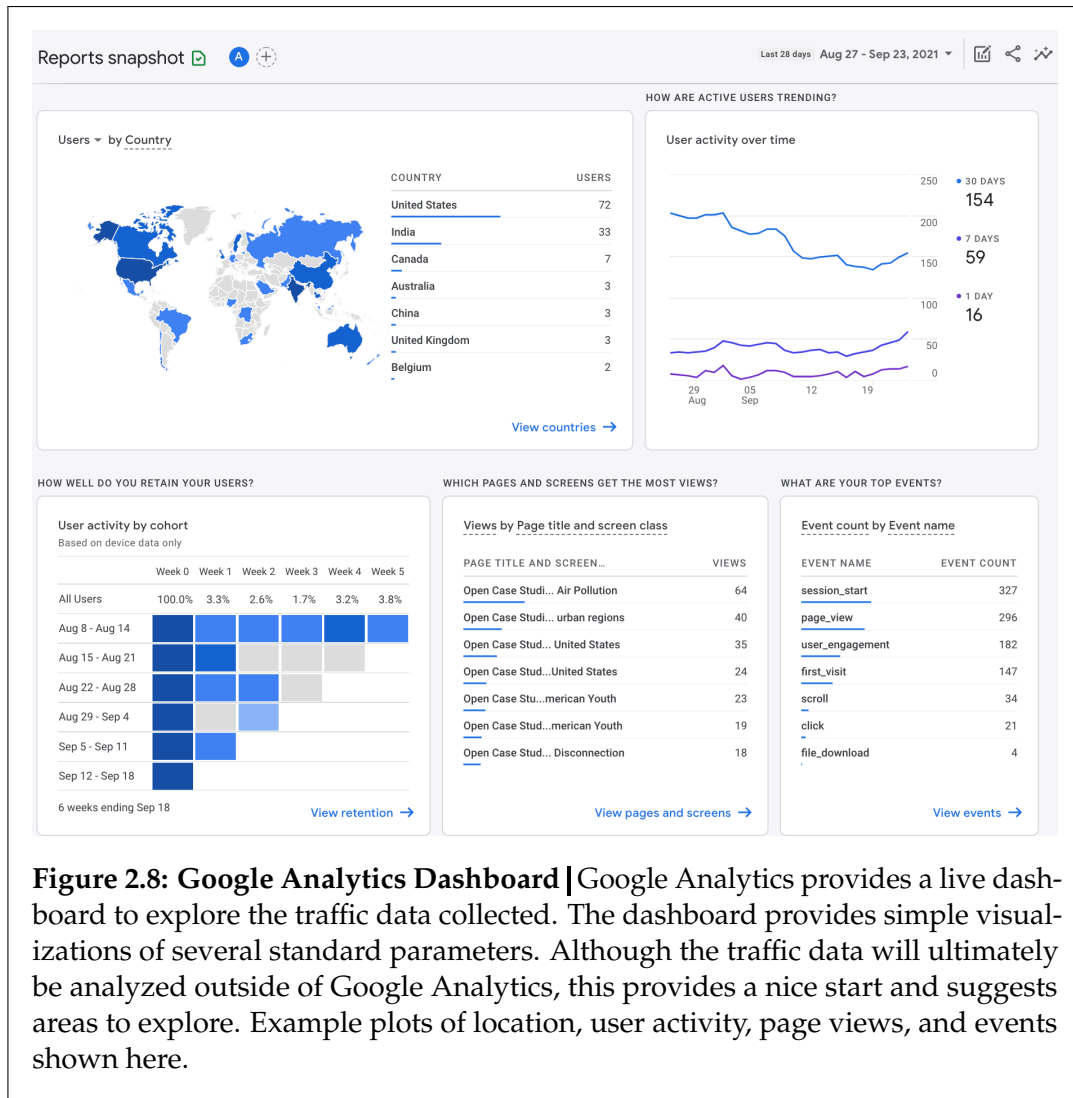 Reports snapshot
A
Last 28 days Aug 27 - Sep 23, 2021
Users by Country
COUNTRY USERS
United States 72
India 33
Canada 7
Australia 3
China 3
United Kingdom 3
Belgium 2
View countries
HOW ARE ACTIVE USERS TRENDING?
User activity over time
250
200
150
100
50
0
29 Aug
05 Sep
12
19
30 DAYS
154
7 DAYS
59
1 DAY
16
HOW WELL DO YOU RETAIN YOUR USERS?
User activity by cohort
Based on device data only
Week 0 Week 1 Week 2 Week 3 Week 4 Week 5
All Users 100.0% 3.3% 2.6% 1.7% 3.2% 3.8%
Aug 8 - Aug 14
Aug 15 - Aug 21
Aug 22 - Aug 28
Aug 29 - Sep 4
Sep 5 - Sep 11
Sep 12 - Sep 18
6 weeks ending Sep 18
View retention
WHICH PAGES AND SCREENS GET THE MOST VIEWS?
Views by Page title and screen class
PAGE TITLE AND SCREEN… VIEWS
Open Case Studi... Air Pollution 64
Open Case Studi... urban regions 40
Open Case Stud... United States 35
Open Case Stud...United States 24
Open Case Stu...merican Youth 23
Open Case Stud...merican Youth 19
Open Case Stud... Disconnection 18
View pages and screens
WHAT ARE YOUR TOP EVENTS?
Event count by Event name
EVENT NAME EVENT COUNT
session_start 327
page_view 296
user_engagement 182
first_visit 147
scroll 34
click 21
file_download 4
View events
Figure 2.8: Google Analytics Dashboard | Google Analytics provides a live dash-
board to explore the traffic data collected. The dashboard provides simple visual-
izations of several standard parameters. Although the traffic data will ultimately
be analyzed outside of Google Analytics, this provides a nice start and suggests
areas to explore. Example plots of location, user activity, page views, and events
shown here.